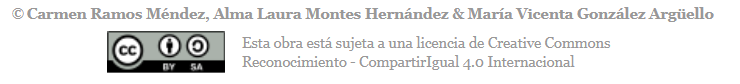 © Carmen Ramos Méndez, Alma Laura Montes Hernández & María Vicenta González Argüello
cc BY SA
Esta obra está sujeta a una licencia de Creative Commons
Reconocimiento - CompartirIgual 4.0 Internacional